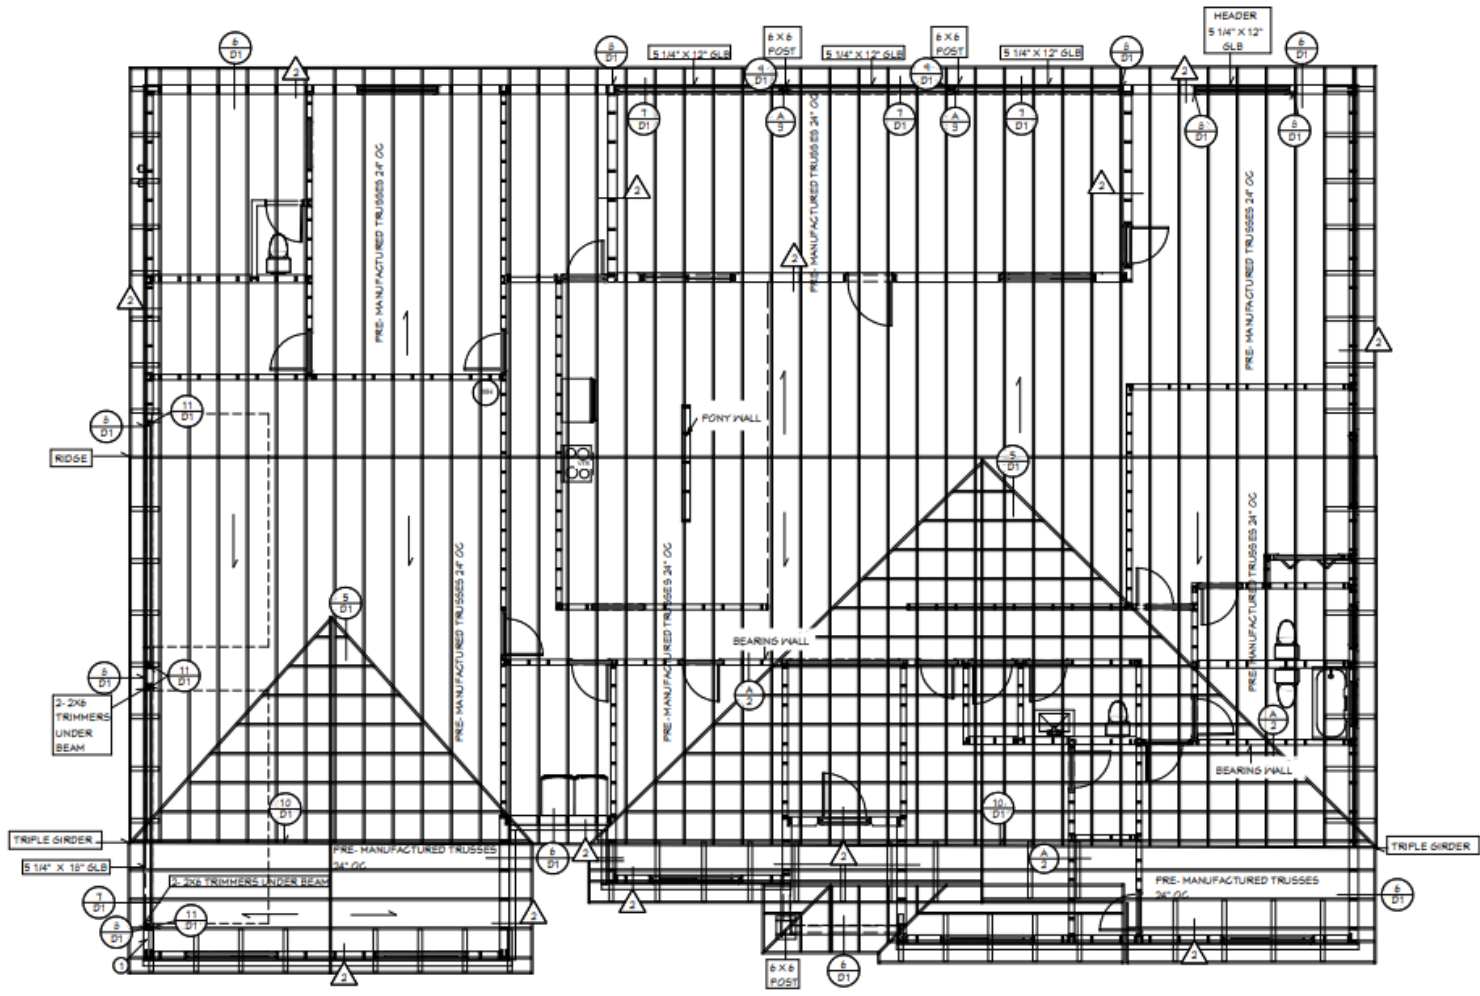 HEADER
5 1/4" X 12"
GLB
6 X 6
POST
6 X 6
POST
6
D1
2
8
D1
5 1/4" X 12" GLB
9
D1
5 1/4" X 12" GLB
9
D1
5 1/4" X 12" GLB
8
D1
2
6
D1
7
D1
A
3
7
D1
A
3
7
D1
8
D1
8
D1
PRE- MANUFACTURED TRUSSES 24" OC
PRE- MANUFACTURED TRUSSES 24" OC
PRE- MANUFACTURED TRUSSES 24" OC
2
2
2
2
2
WH
11
D1
6
D1
PONY WALL
RIDGE
5
D1
PRE- MANUFACTURED TRUSSES 24" OC
PRE- MANUFACTURED TRUSSES 24" OC
PRE- MANUFACTURED TRUSSES 24" OC
5
D1
BEARING WALL
6
D1
11
D1
A
2
2- 2X6
TRIMMERS
UNDER
BEAM
A
2
BEARING WALL
10
D1
10
D1
TRIPLE GIRDER
TRIPLE GIRDER
PRE- MANUFACTURED TRUSSES
24" OC
6
D1
2
2
A
2
5 1/4" X 18" GLB
2- 2X6 TRIMMERS UNDER BEAM
PRE- MANUFACTURED TRUSSES
24" OC
6
D1
7
D1
2
2
11
D1
8
D1
1
2
6 X 6
POST
6
D1
2